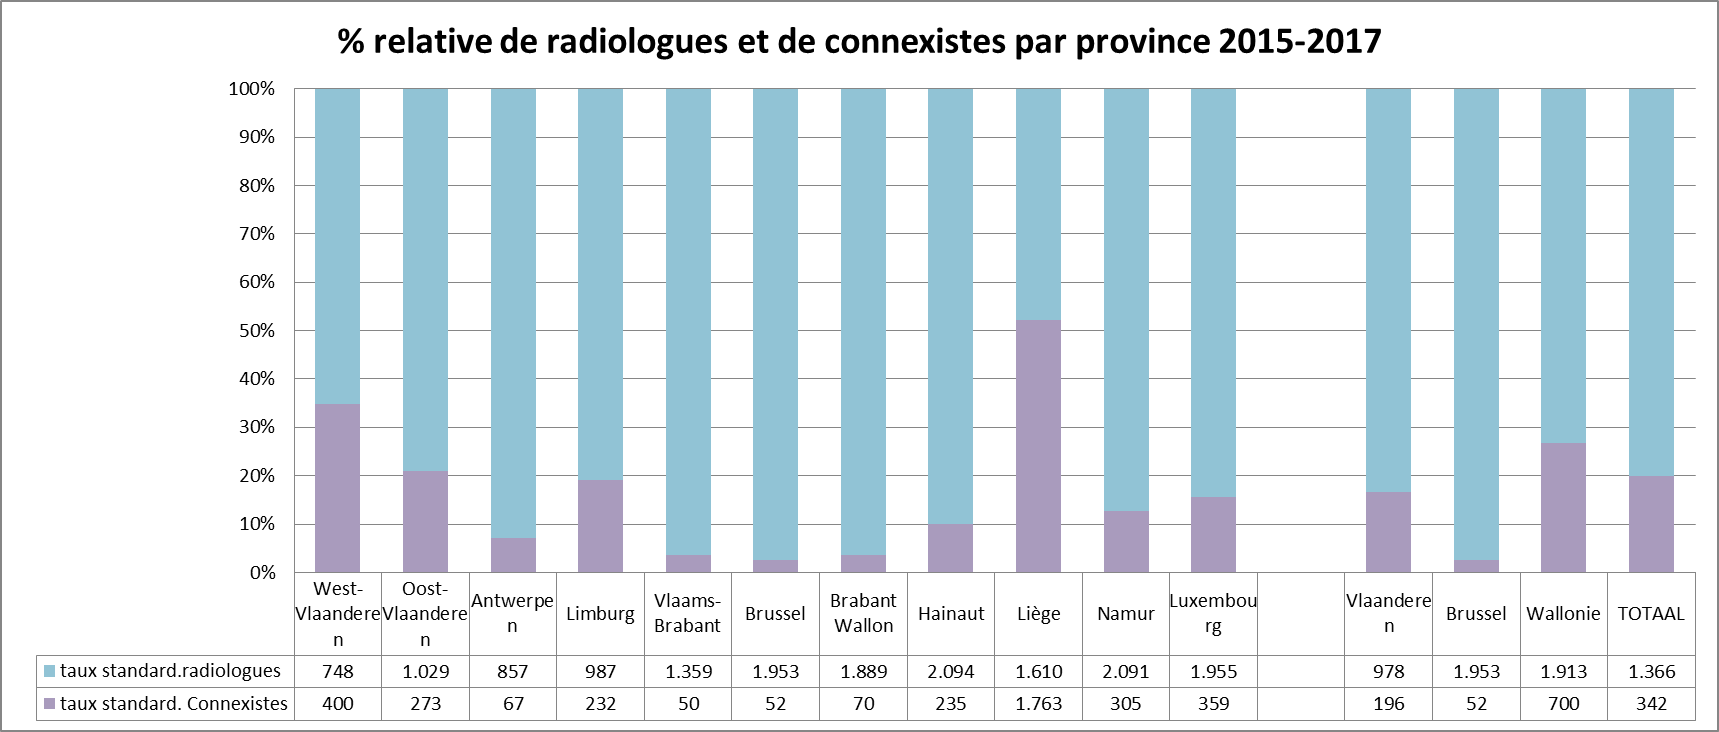 % relative de radiologues et de connexistes par province 2015-2017
100%
90%
80%
70%
60%
50%
40%
30%
20%
10%
0%
West-
Vlaandere
n
Oost-
Vlaandere
n
Antwerpe
n
Limburg
Vlaams-
Brabant
Brussel
Brabant
Wallon
Hainaut
Liège
Namur
Luxembou
rg
Vlaandere
n
Brussel
Wallonie
TOTAAL
taux standard.radiologues 748 1.029 857 987 1.359 1.953 1.889 2.094 1.610 2.091 1.955 978 1.953 1.913 1.366
taux standard. Connexistes 400 273 67 232 50 52 70 235 1.763 305 359 196 52 700 342